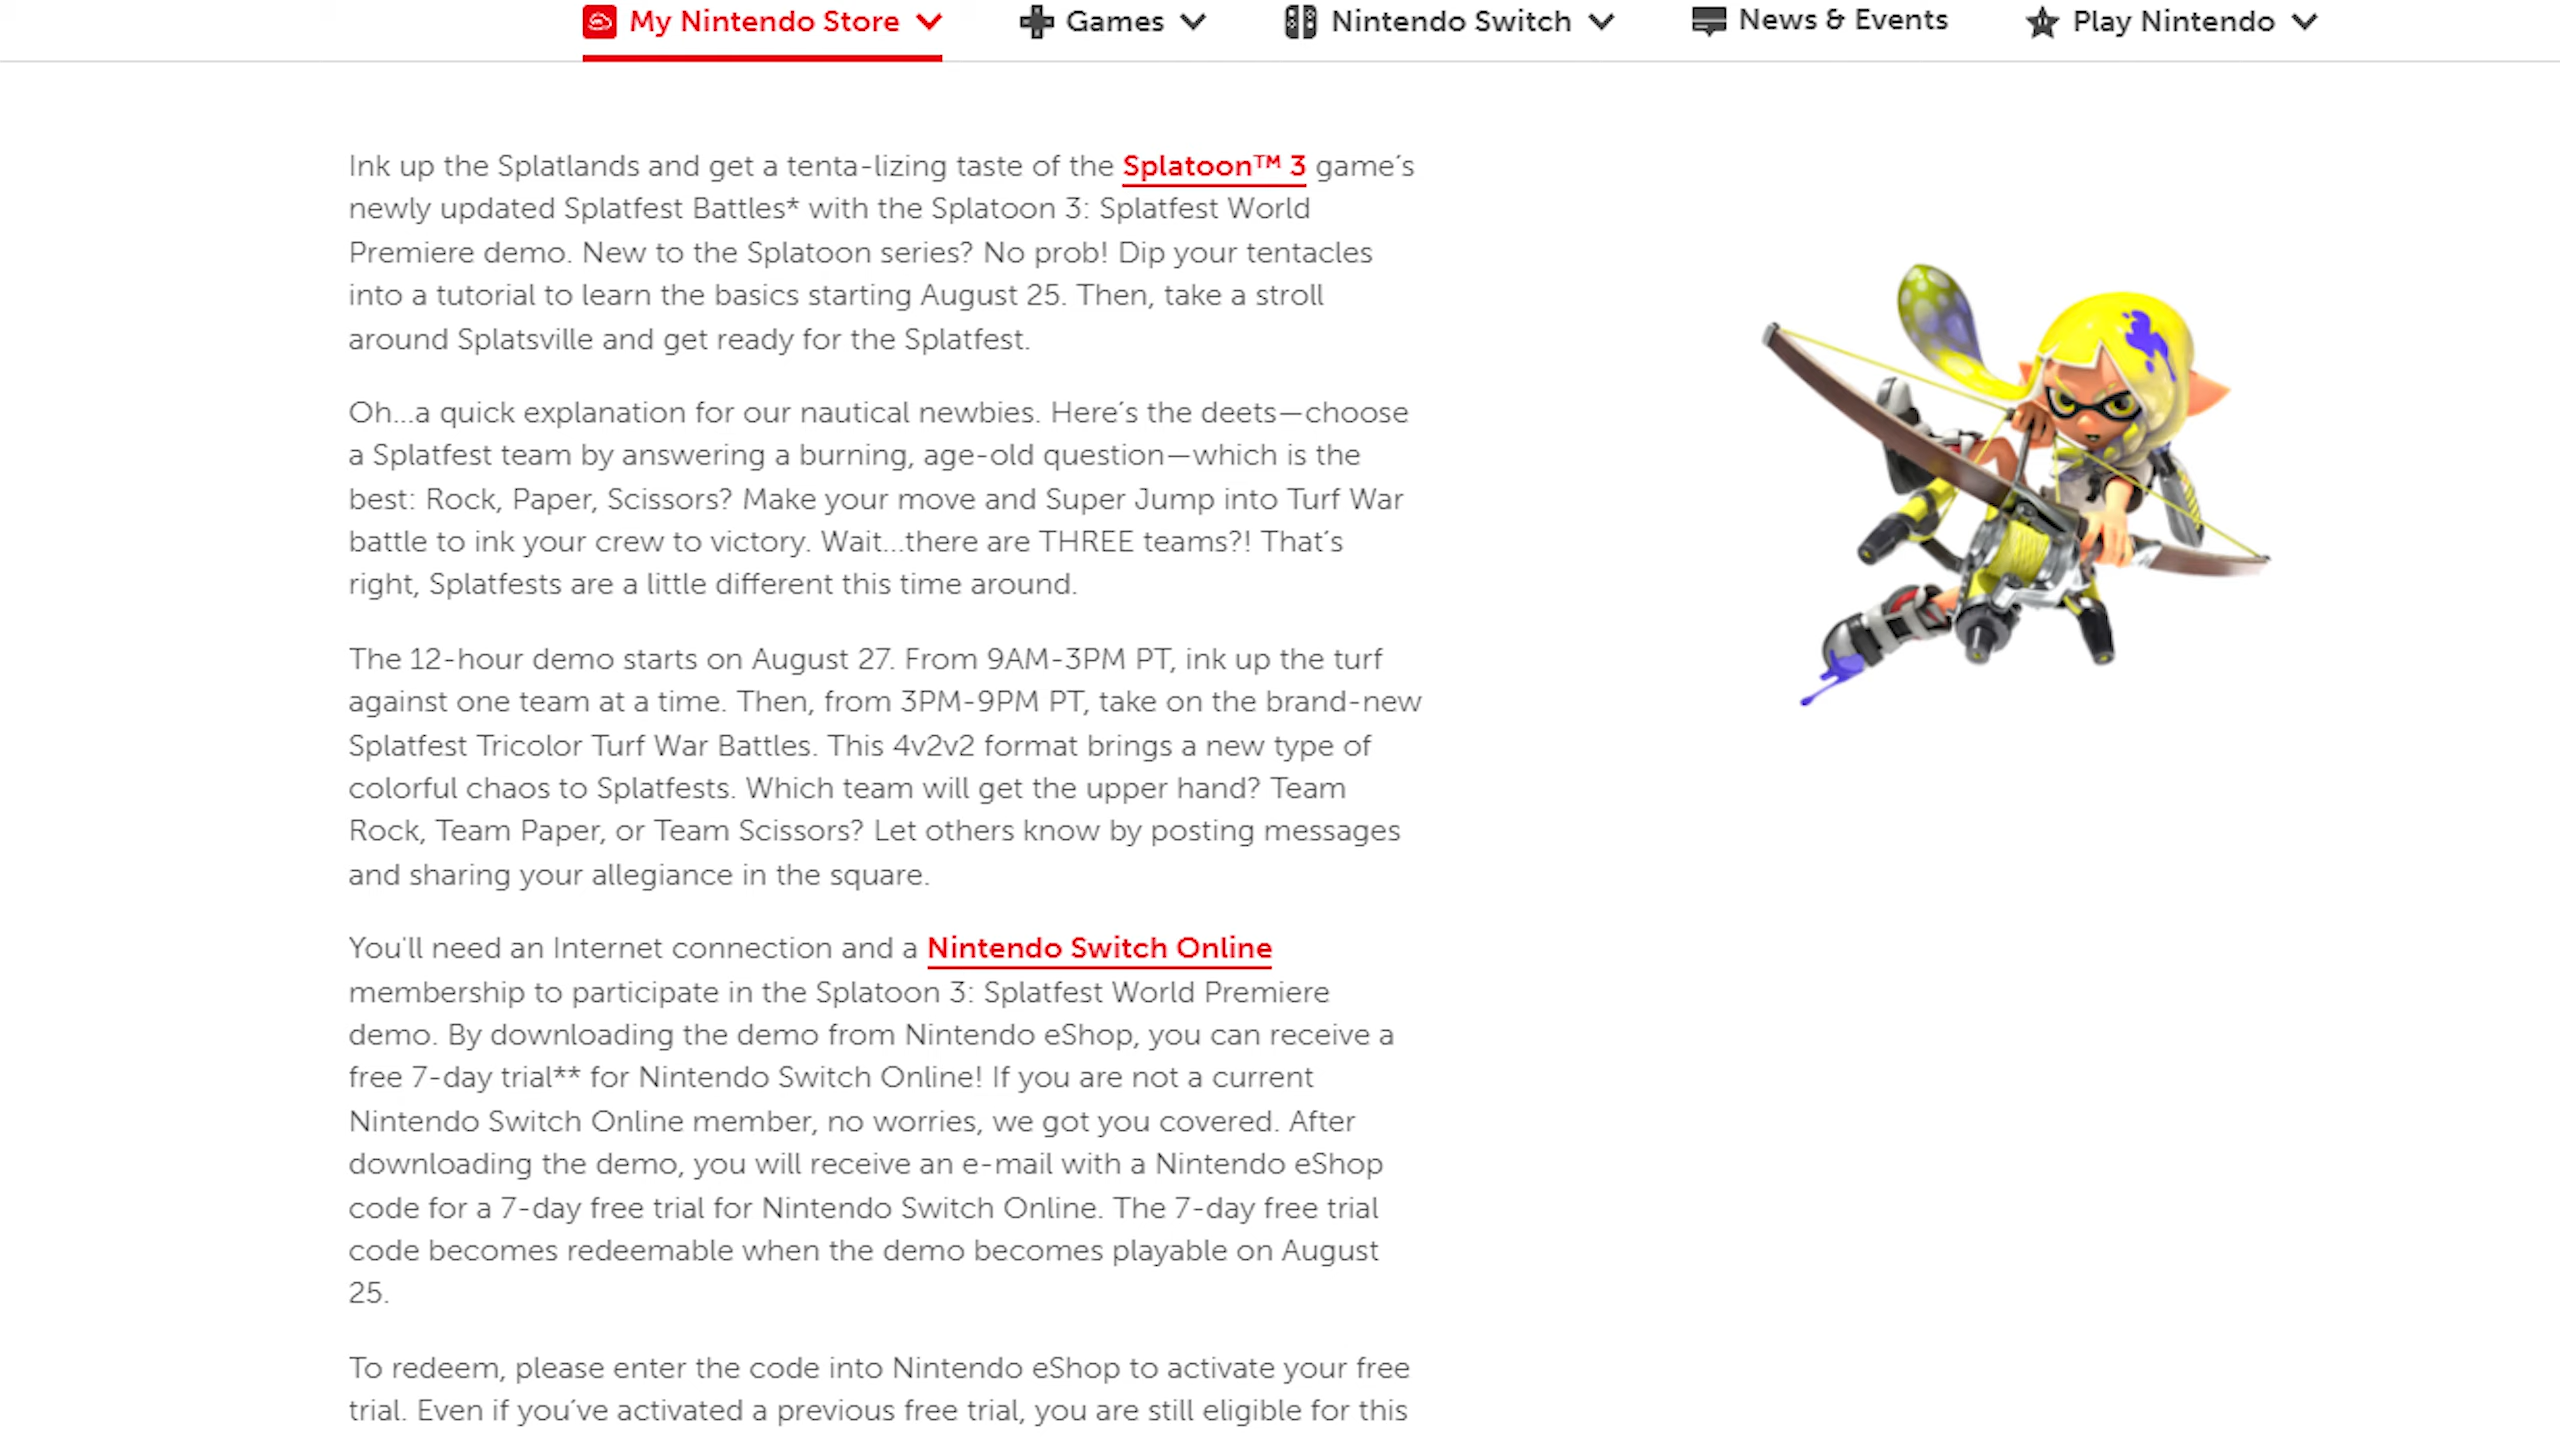 My Nintendo Store
Games
Nintendo Switch
News & Events
Play Nintendo
Ink up the Splatlands and get a tenta-lizing taste of the Splatoon™ 3 game's
newly updated Splatfest Battles* with the Splatoon 3: Splatfest World
Premiere demo. New to the Splatoon series? No prob! Dip your tentacles
into a tutorial to learn the basics starting August 25. Then, take a stroll
around Splatsville and get ready for the Splatfest.
Oh...a quick explanation for our nautical newbies. Here's the deets—choose
a Splatfest team by answering a burning, age-old question—which is the
best: Rock, Paper, Scissors? Make your move and Super Jump into Turf War
battle to ink your crew to victory. Wait...there are THREE teams?! That's
right, Splatfests are a little different this time around.
The 12-hour demo starts on August 27. From 9AM-3PM PT, ink up the turf
against one team at a time. Then, from 3PM-9PM PT, take on the brand-new
Splatfest Tricolor Turf War Battles. This 4v2v2 format brings a new type of
colorful chaos to Splatfests. Which team will get the upper hand? Team
Rock, Team Paper, or Team Scissors? Let others know by posting messages
and sharing your allegiance in the square.
You'll need an Internet connection and a Nintendo Switch Online
membership to participate in the Splatoon 3: Splatfest World Premiere
demo. By downloading the demo from Nintendo eShop, you can receive a
free 7-day trial** for Nintendo Switch Online! If you are not a current
Nintendo Switch Online member, no worries, we got you covered. After
downloading the demo, you will receive an e-mail with a Nintendo eShop
code for a 7-day free trial for Nintendo Switch Online. The 7-day free trial
code becomes redeemable when the demo becomes playable on August
25.
To redeem, please enter the code into Nintendo eShop to activate your free
trial. Even if you've activated a previous free trial, you are still eligible for this